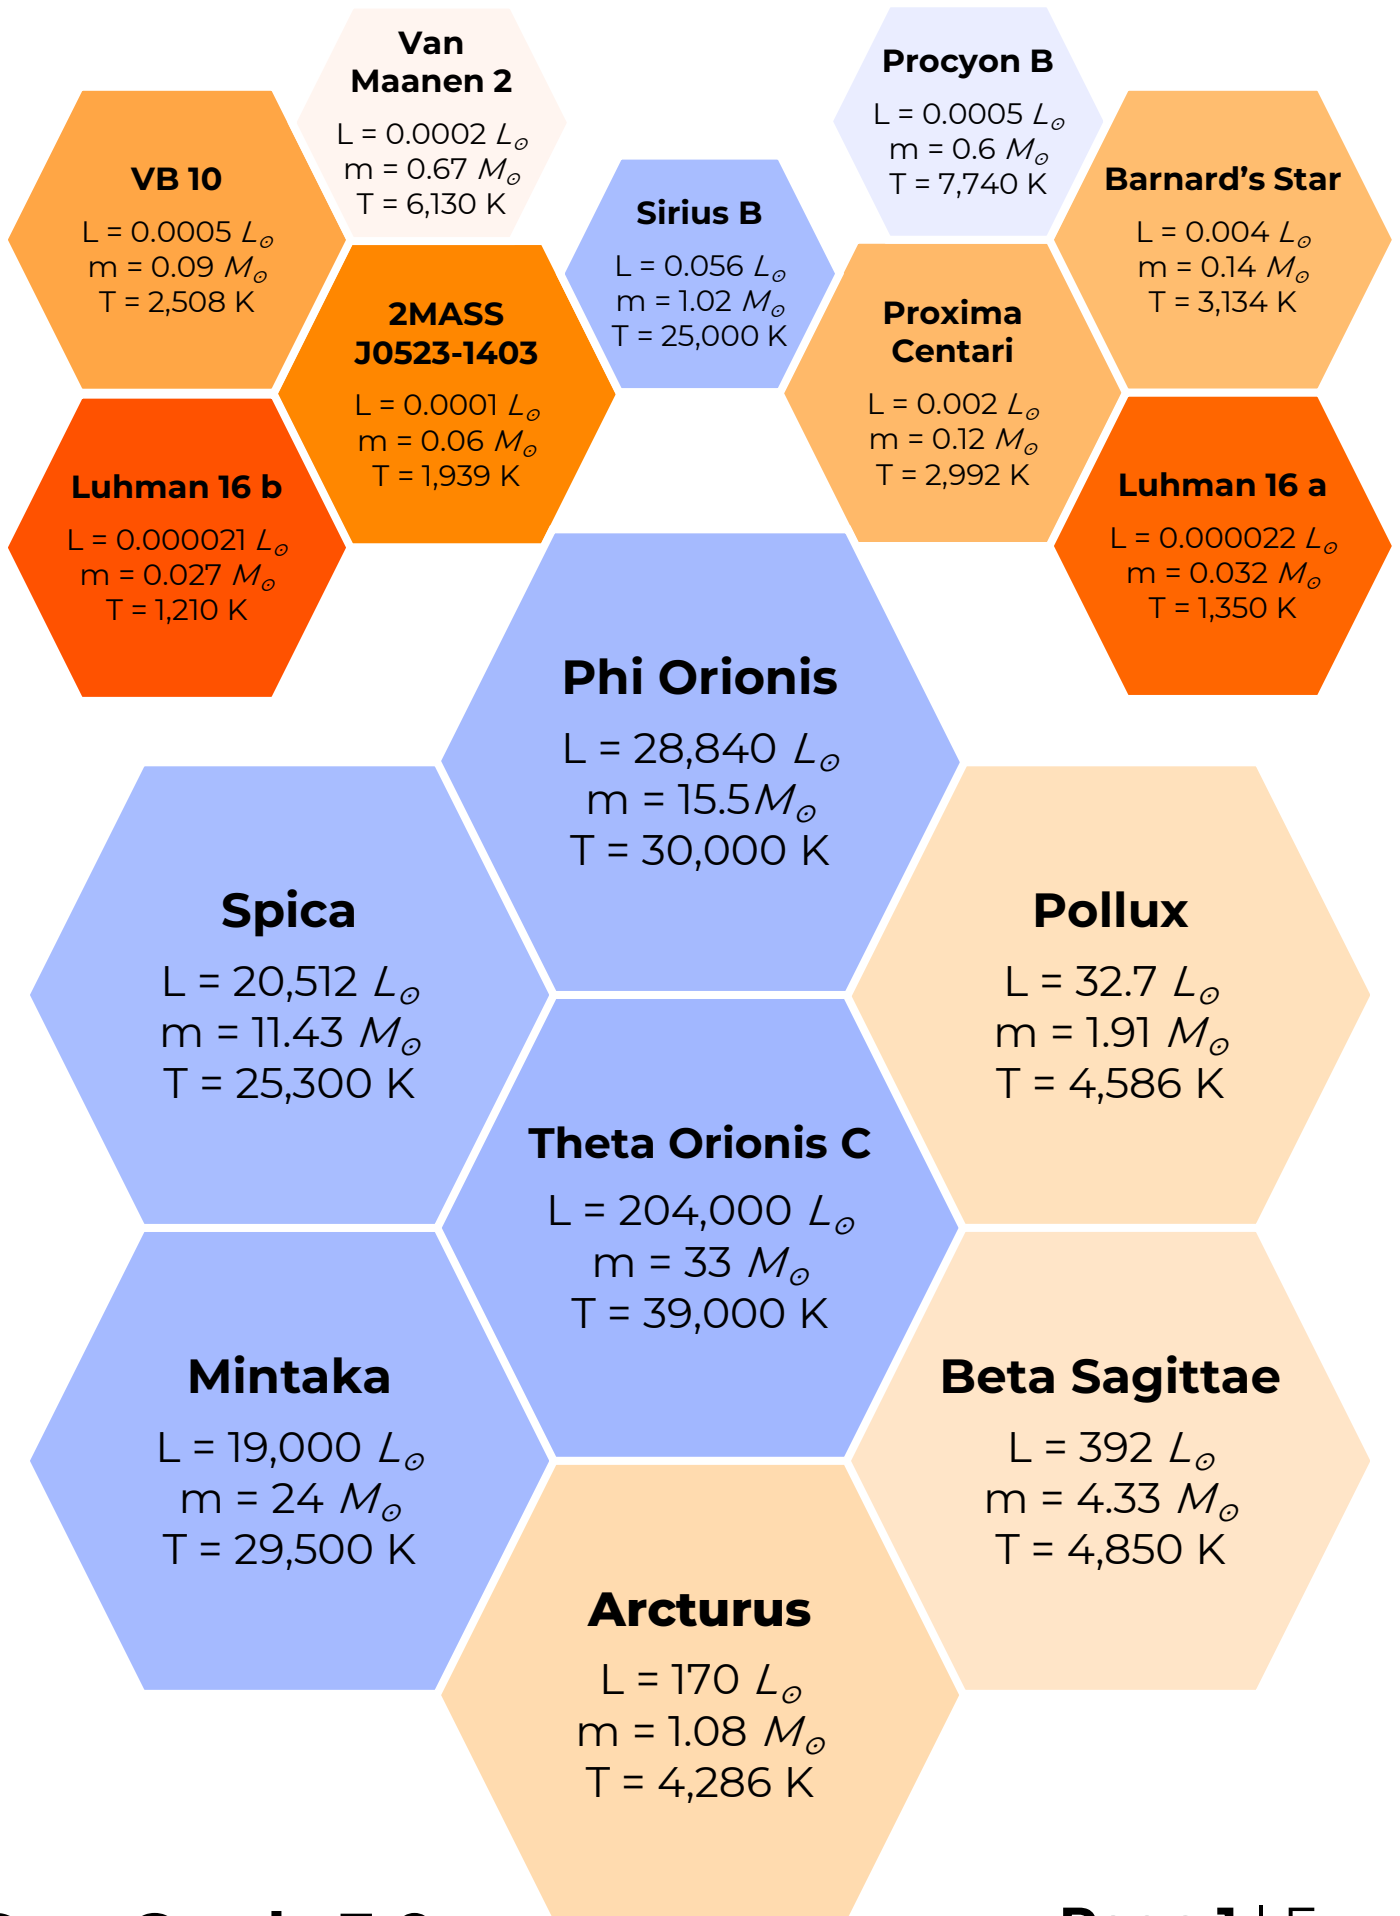 Van
Maanen 2
L = 0.0002 L☉
m = 0.67 M☉
T = 6,130 K
Procyon B
L = 0.0005 L☉
m = 0.6 M☉
T = 7,740 K
VB 10
L = 0.0005 L☉
m = 0.09 M☉
T = 2,508 K
Sirius B
L = 0.056 L☉
m = 1.02 M☉
T = 25,000 K
Barnard's Star
L = 0.004 L☉
m = 0.14 M☉
T = 3,134 K
2MASS
J0523-1403
L = 0.0001 L☉
m = 0.06 M☉
T = 1,939 K
Proxima
Centari
L = 0.002 L☉
m = 0.12 M☉
T = 2,992 K
Luhman 16 b
L = 0.000021 L☉
m = 0.027 M☉
T = 1,210 K
Luhman 16 a
L = 0.000022 L☉
m = 0.032 M☉
T = 1,350 K
Phi Orionis
L = 28,840 L☉
m = 15.5M☉
T = 30,000 K
Spica
L = 20,512 L☉
m = 11.43 M☉
T = 25,300 K
Pollux
L = 32.7 L☉
m = 1.91 M☉
T = 4,586 K
Theta Orionis C
L = 204,000 L☉
m = 33 M☉
T = 39,000 K
Mintaka
L = 19,000 L☉
m = 24 M☉
T = 29,500 K
Beta Sagittae
L = 392 L☉
m = 4.33 M☉
T = 4,850 K
Arcturus
L = 170 L☉
m = 1.08 M☉
T = 4,286 K